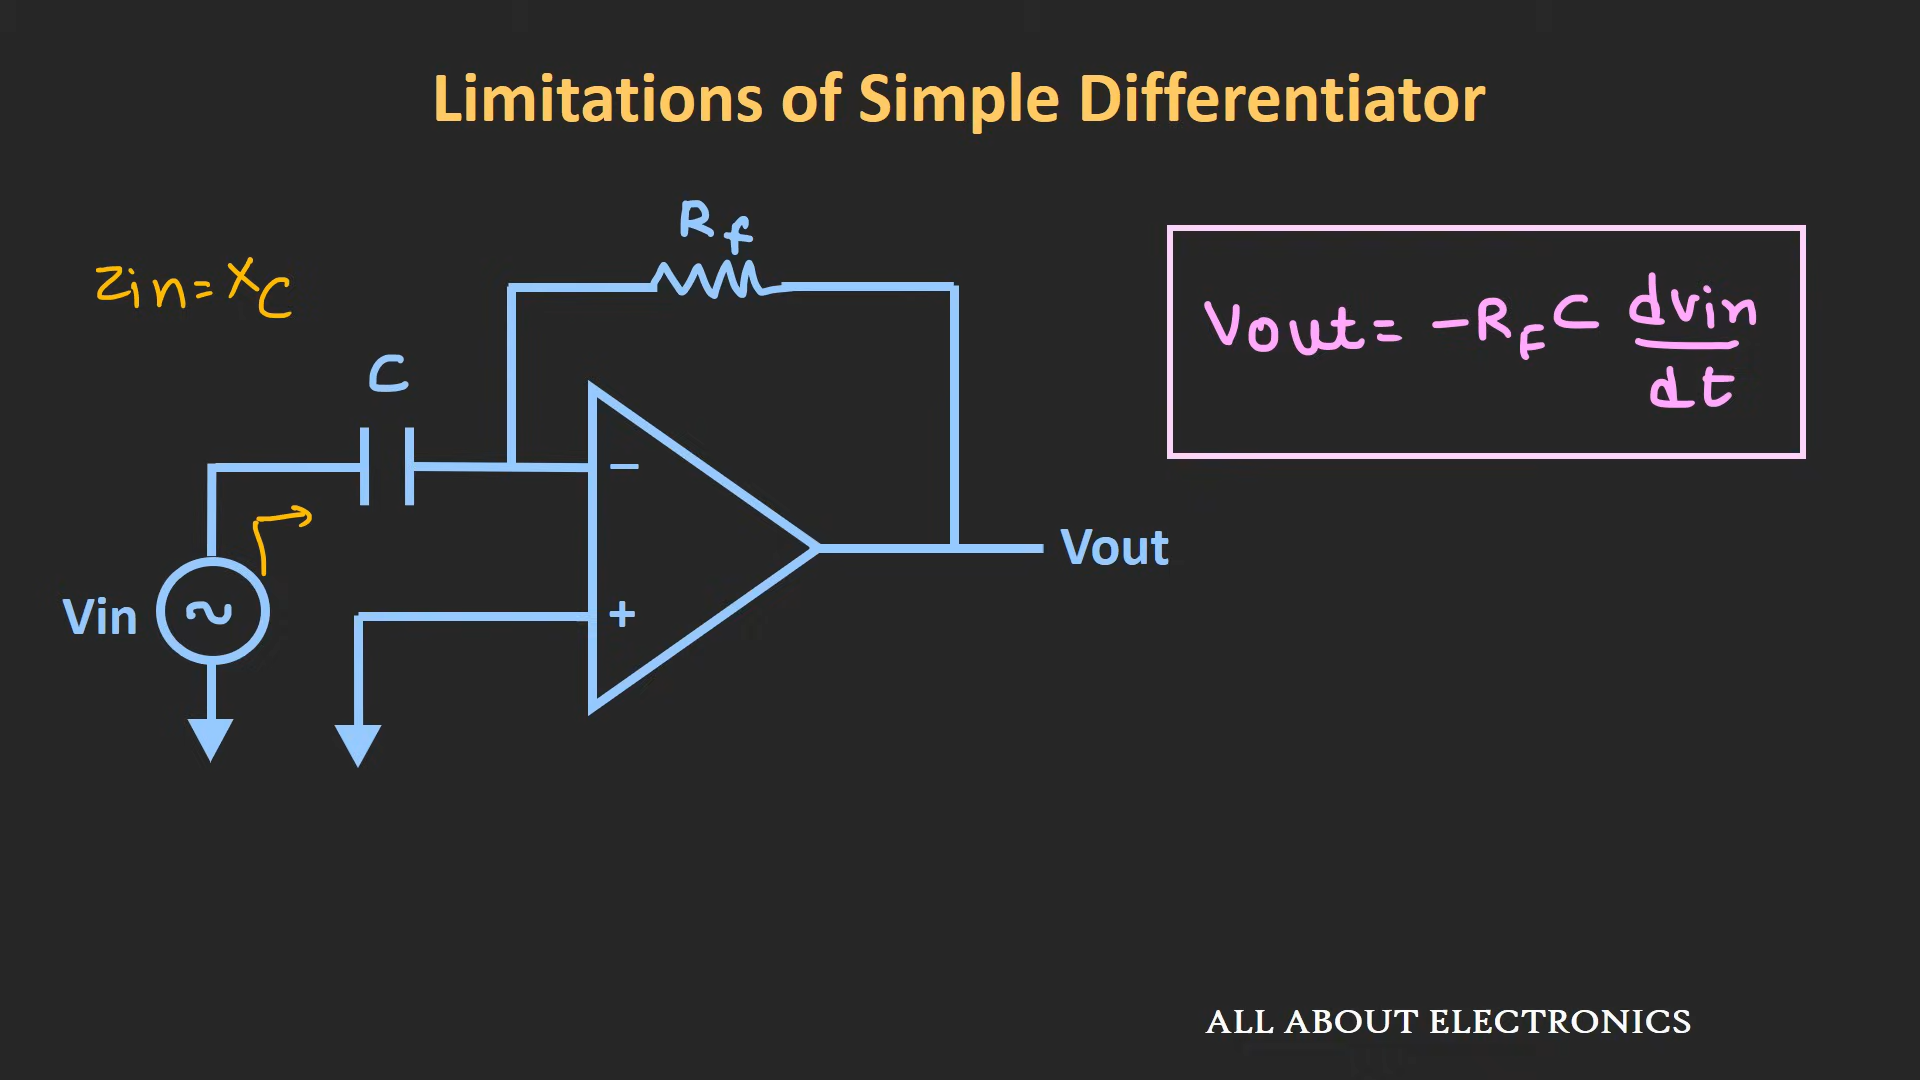 Limitations of Simple Differentiator
Rf
Zin = XC
Vout = -RFC dvin
dt
C
−
Vout
Vin
~
+
ALL ABOUT ELECTRONICS